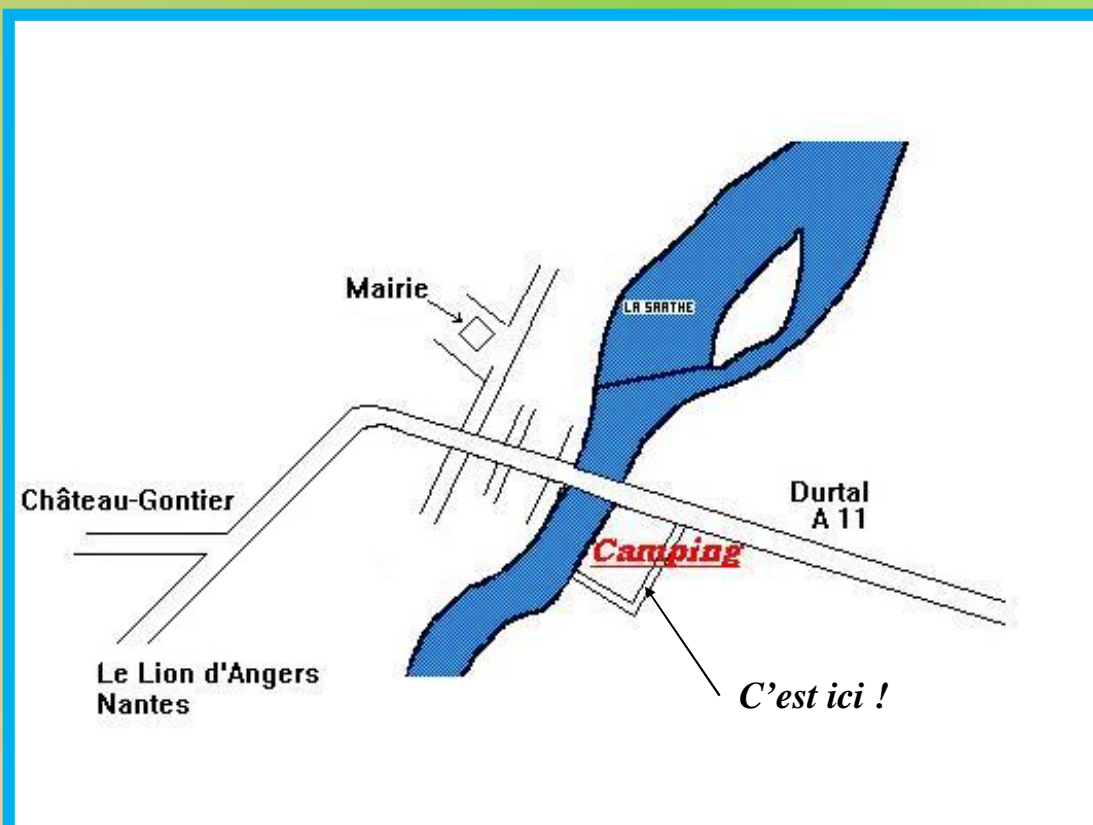 Mairie
LA SARTHE
Château-Gontier
Durtal
A 11
Camping
Le Lion d'Angers
Nantes
C’est ici !